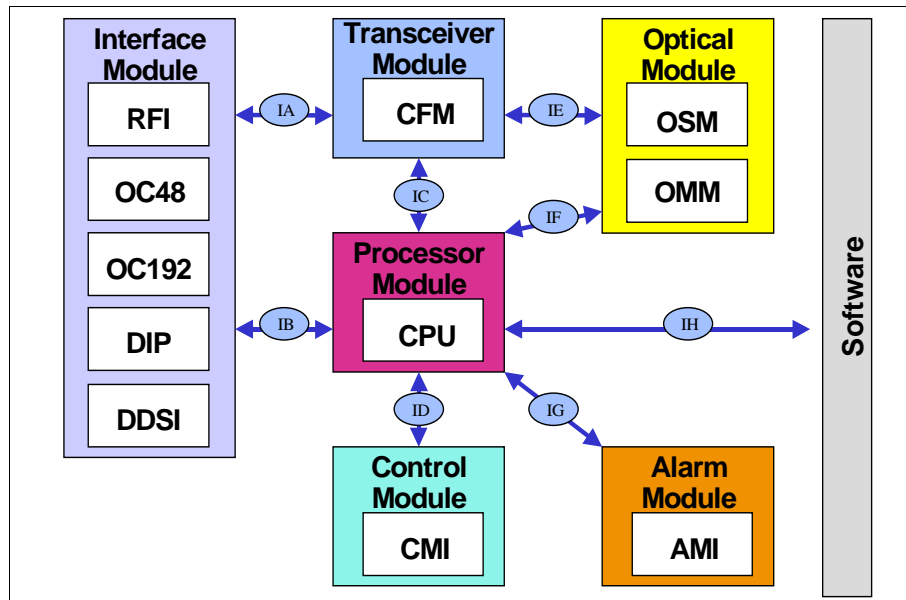 Interface
Module
RFI
OC48
OC192
DIP
DDSI
IA
IB
Transceiver
Module
CFM
IC
Processor
Module
CPU
ID
Control
Module
CMI
IE
IF
IH
IG
Optical
Module
OSM
OMM
Alarm
Module
AMI
Software